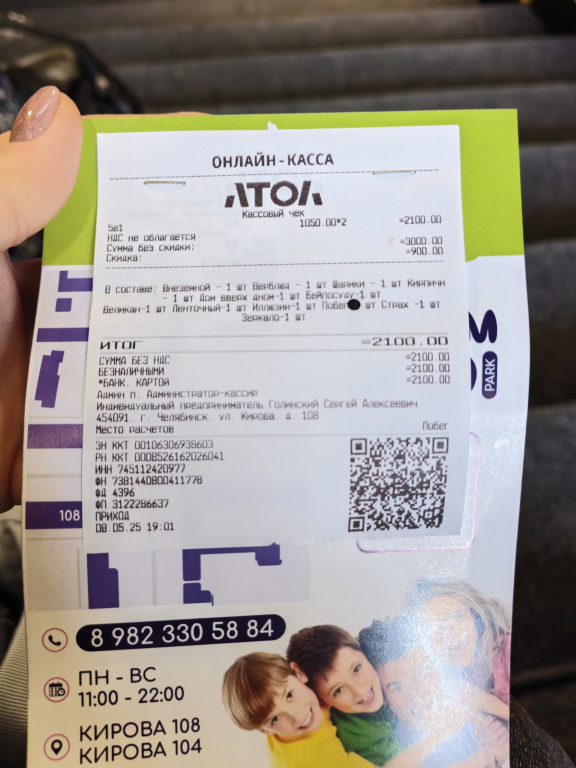 ОНЛАЙН-КАССА
АТОЛ
Кассовый чек
5в1 1050.00*2 =2100.00
НДС не облагается
Сумма без скидки: =3000.00
Скидка: =900.00
В составе: Внеземной - 1 шт Верблюд - 1 шт Шарики - 1 шт Кирпичи
- 1 шт Дом вверх дном-1 шт Бейпосуду-1 шт
Великан-1 шт Ленточный-1 шт Иллюзии-1 шт Побег шт Страх -1 шт
Зеркало-1 шт
ИТОГ =2100.00
СУММА БЕЗ НДС =2100.00
БЕЗНАЛИЧНЫМИ =2100.00
*БАНК. КАРТОЙ =2100.00
Админ п. Администратор-кассир
Индивидуальный предприниматель Голинский Сергей Алексеевич
454091. г. Челябинск. ул. Кирова. д. 108
Место расчетов Побег
ЗН ККТ 00106306938603
РН ККТ 0008526162026041
ИНН 745112420977
ФН 7381440800411778
ФД 4396
ФП 3122286637
ПРИХОД
08.05.25 19:01
PARK
108
8 982 330 58 84
ПН - ВС
11:00 - 22:00
КИРОВА 108
КИРОВА 104